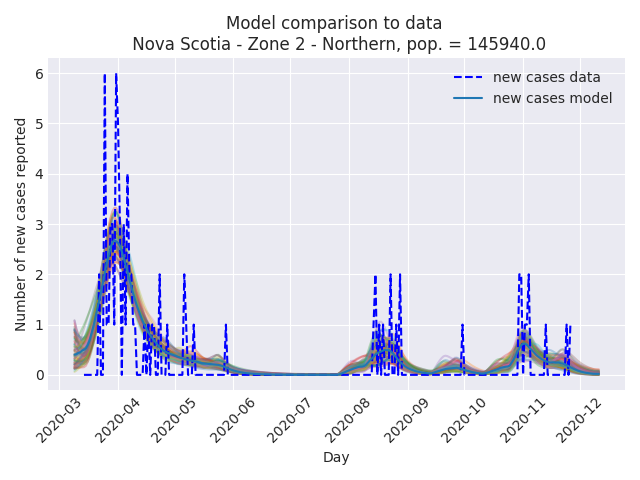 Model comparison to data
Nova Scotia - Zone 2 - Northern, pop. = 145940.0
new cases data
new cases model
Number of new cases reported
6
5
4
3
2
1
0
2020-03
2020-04
2020-05
2020-06
2020-07
2020-08
2020-09
2020-10
2020-11
2020-12
Day